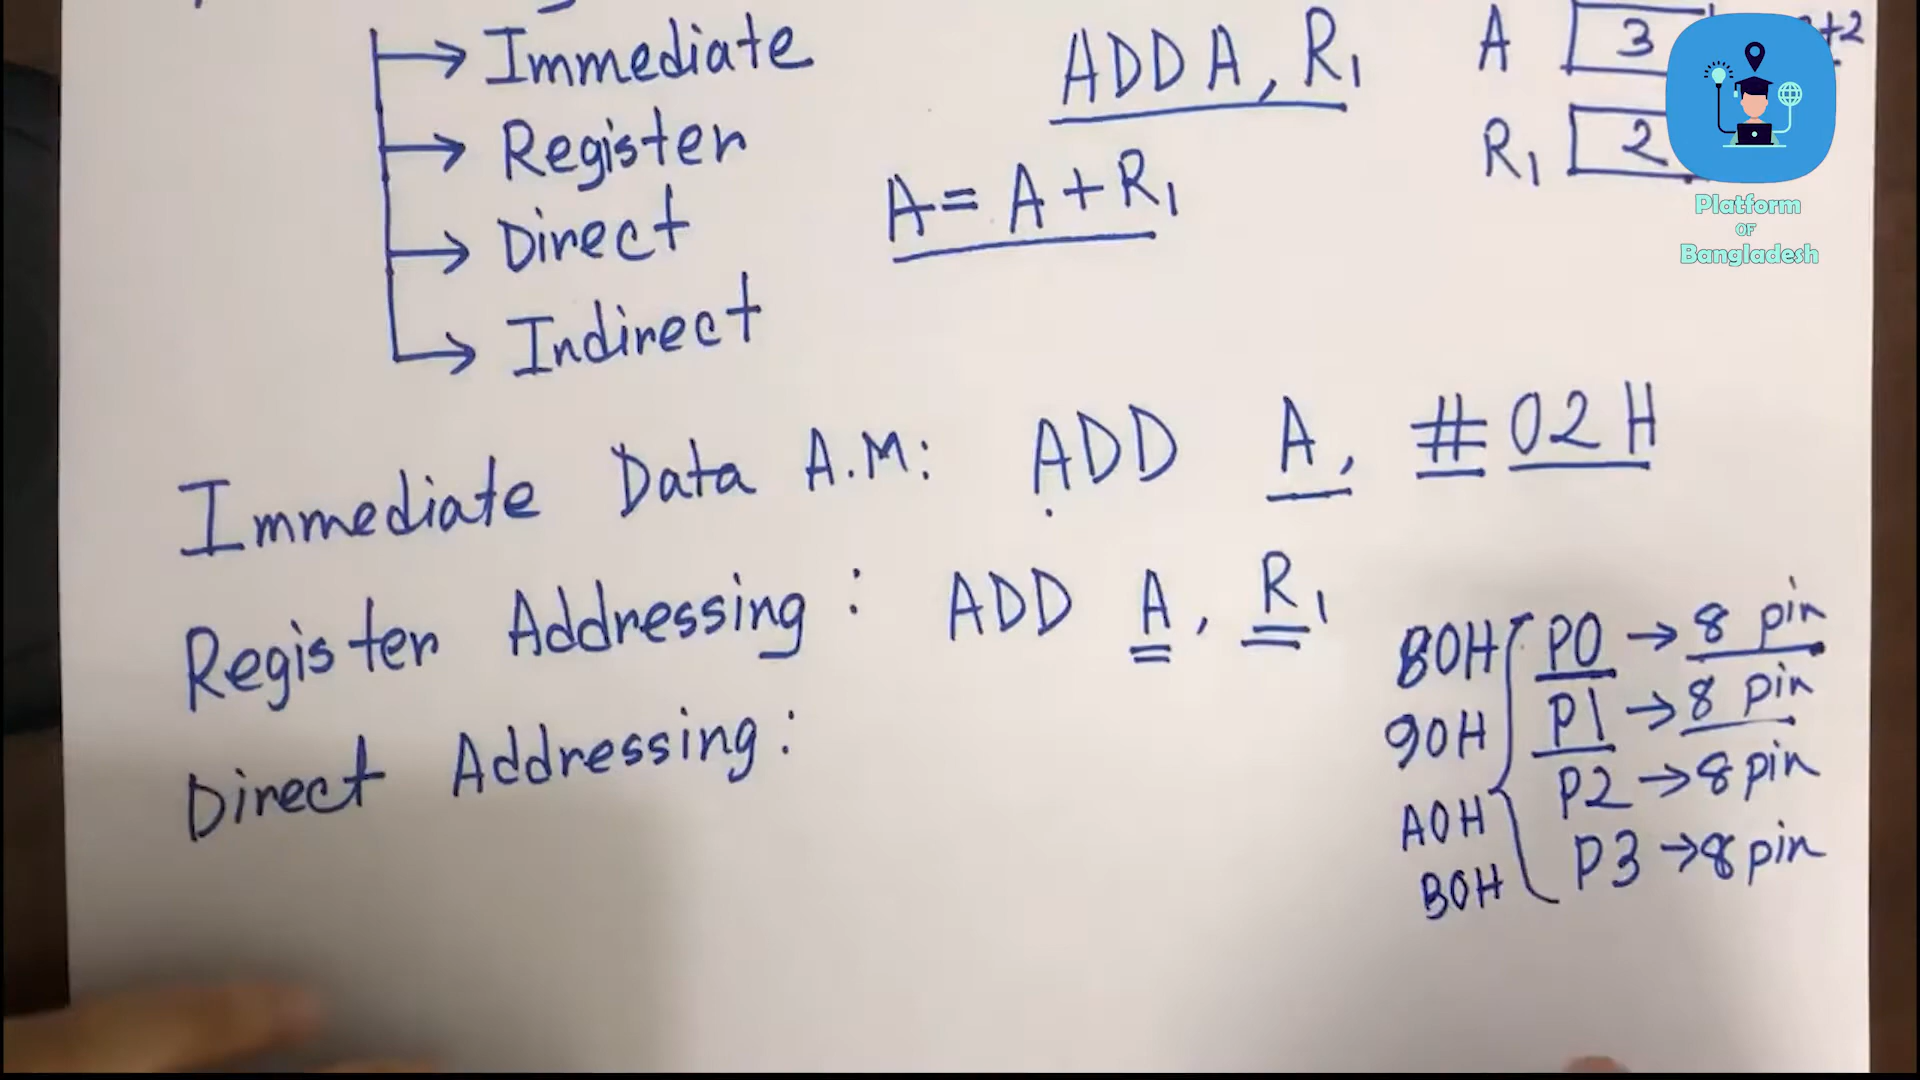 Immediate
Register
Direct
Indirect
ADD A, R1
A = A + R1
A 3
R1 2
Platform
OF
Bangladesh
Immediate Data A.M: ADD A, # 02H
Register Addressing: ADD A, R1
Direct Addressing:
80H P0 → 8 pin
90H P1 → 8 pin
A0H P2 → 8 pin
B0H P3 → 8 pin